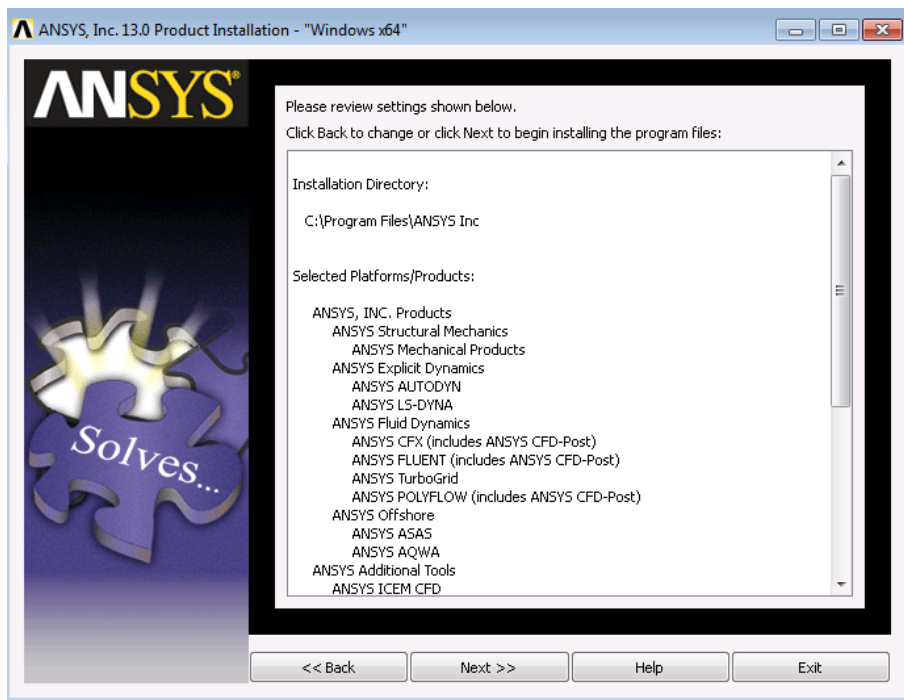 ANSYS, Inc. 13.0 Product Installation - "Windows x64"
ANSYS®
Please review settings shown below.
Click Back to change or click Next to begin installing the program files:
Installation Directory:
C:\Program Files\ANSYS Inc
Selected Platforms/Products:
ANSYS, INC. Products
ANSYS Structural Mechanics
ANSYS Mechanical Products
ANSYS Explicit Dynamics
ANSYS AUTODYN
ANSYS LS-DYNA
ANSYS Fluid Dynamics
ANSYS CFX (includes ANSYS CFD-Post)
ANSYS FLUENT (includes ANSYS CFD-Post)
ANSYS TurboGrid
ANSYS POLYFLOW (includes ANSYS CFD-Post)
ANSYS Offshore
ANSYS ASAS
ANSYS AQWA
ANSYS Additional Tools
ANSYS ICEM CFD
Solves...
<< Back Next >> Help Exit